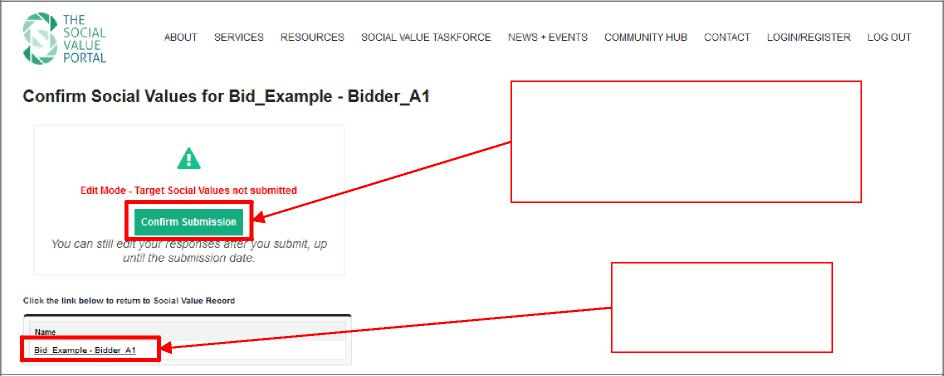 THE
SOCIAL
VALUE
PORTAL
ABOUT SERVICES RESOURCES SOCIAL VALUE TASKFORCE NEWS + EVENTS COMMUNITY HUB CONTACT LOGIN/REGISTER LOG OUT
Confirm Social Values for Bid_Example - Bidder_A1
Edit Mode - Target Social Values not submitted
Confirm Submission
You can still edit your responses after you submit, up
until the submission date.
Click the link below to return to Social Value Record
Name
Bid_Example - Bidder_A1